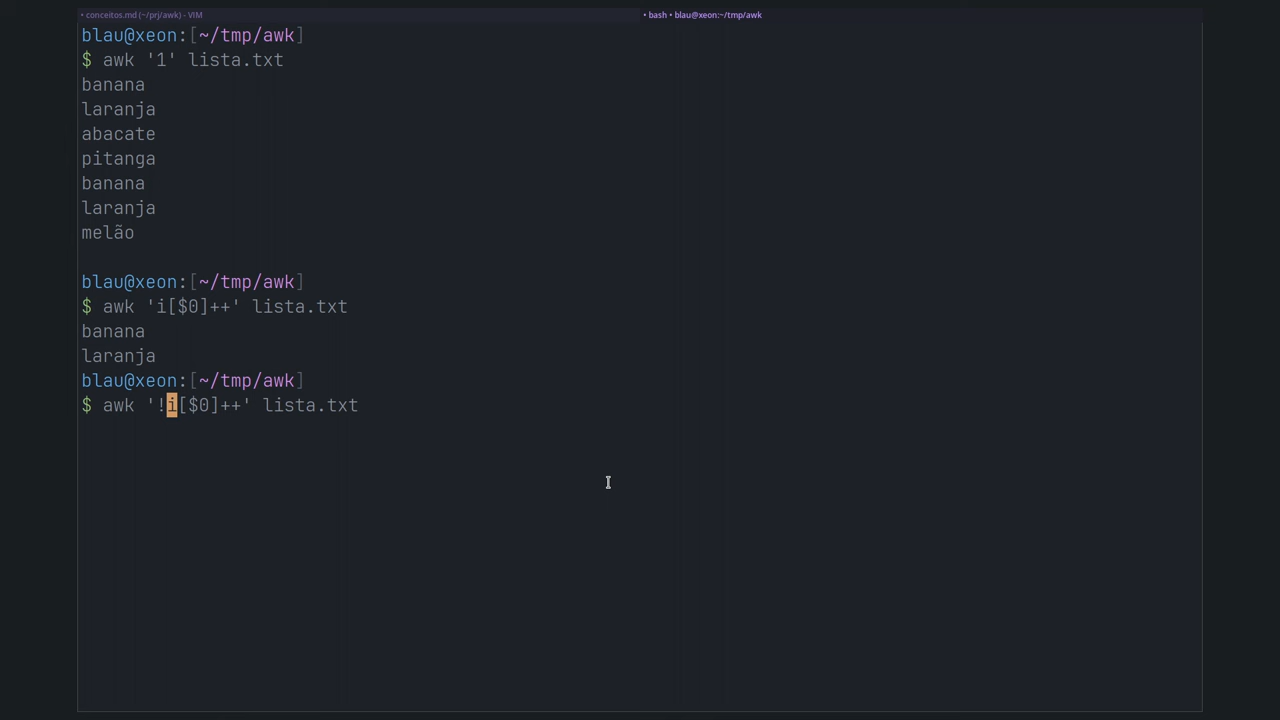 • conceitos.md (~/prj/awk) - VIM
• bash • blau@xeon:~/tmp/awk
blau@xeon:[~/tmp/awk]
$ awk '1' lista.txt
banana
laranja
abacate
pitanga
banana
laranja
melão
blau@xeon:[~/tmp/awk]
$ awk 'i[$0]++' lista.txt
banana
laranja
blau@xeon:[~/tmp/awk]
$ awk '!i[$0]++' lista.txt